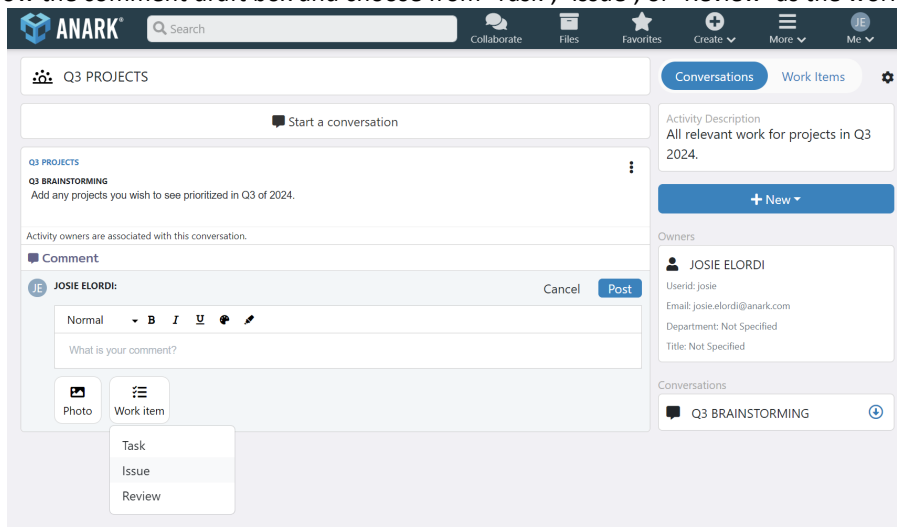 ANARK®
Search
Collaborate
Files
Favorites
Create
More
JE
Me
Q3 PROJECTS
Start a conversation
Q3 PROJECTS
Q3 BRAINSTORMING
Add any projects you wish to see prioritized in Q3 of 2024.
Activity owners are associated with this conversation.
Comment
JE
JOSIE ELORDI:
Cancel
Post
Normal
B I U
What is your comment?
Photo
Work item
Task
Issue
Review
Conversations
Work Items
Activity Description
All relevant work for projects in Q3
2024.
+ New
Owners
JOSIE ELORDI
Userid: josie
Email: josie.elordi@anark.com
Department: Not Specified
Title: Not Specified
Conversations
Q3 BRAINSTORMING